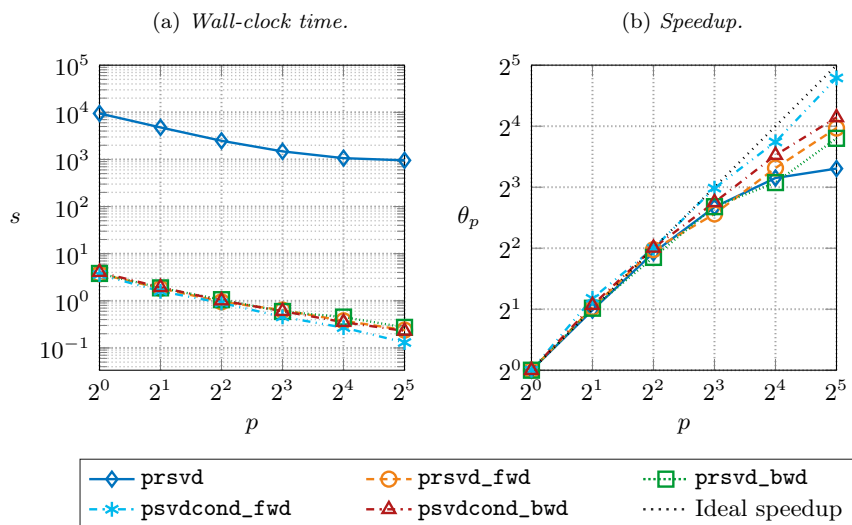 (a) Wall-clock time.
(b) Speedup.
10^5
10^4
10^3
10^2
10^1
10^0
10^−1
s
2^0 2^1 2^2 2^3 2^4 2^5
p
2^5
2^4
2^3
2^2
2^1
2^0
θ_p
2^0 2^1 2^2 2^3 2^4 2^5
p
prsvd prsvd_fwd prsvd_bwd
psvdcond_fwd psvdcond_bwd Ideal speedup